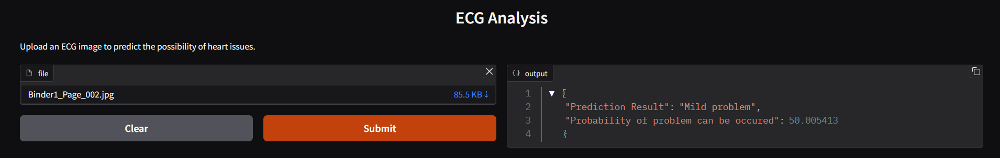 ECG Analysis
Upload an ECG image to predict the possibility of heart issues.
file
Binder1_Page_002.jpg
85.5 KB ⇣
Clear
Submit
output
1 ▼ {
2 "Prediction Result": "Mild problem",
3 "Probability of problem can be occured": 50.005413
4 }